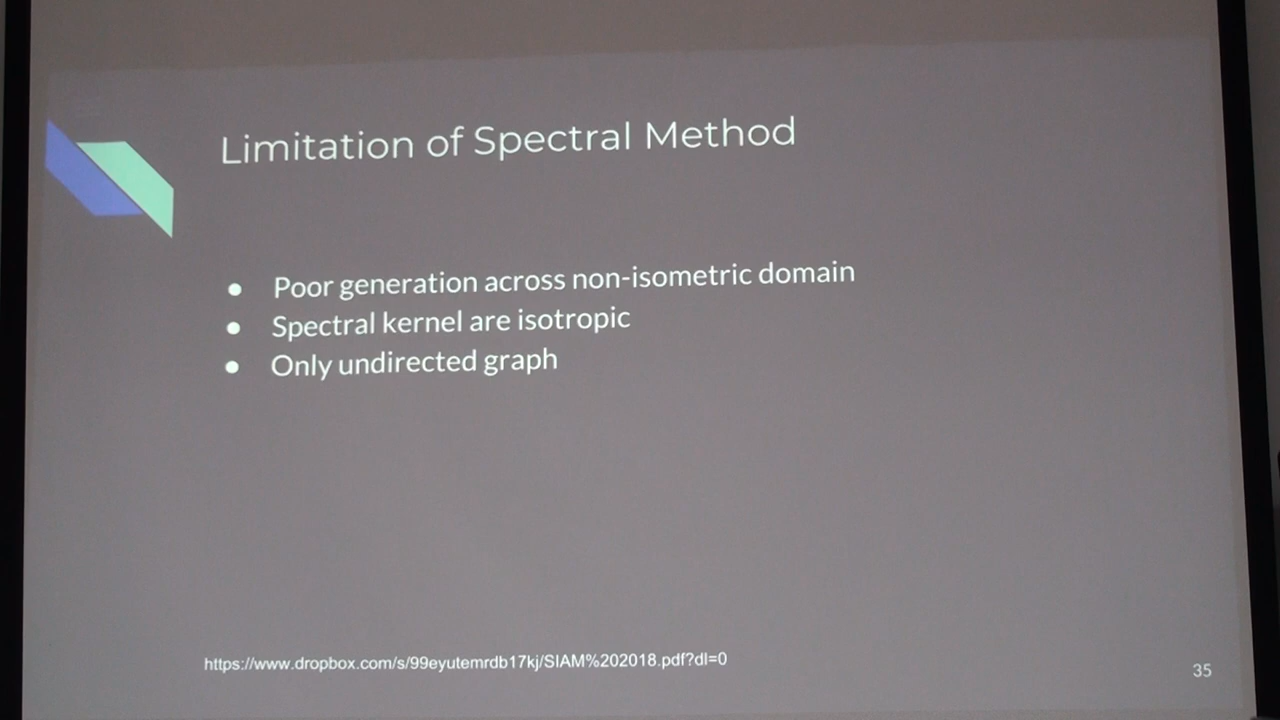 Limitation of Spectral Method
● Poor generation across non-isometric domain
● Spectral kernel are isotropic
● Only undirected graph
https://www.dropbox.com/s/99eyutemrdb17kj/SIAM%202018.pdf?dl=0
35